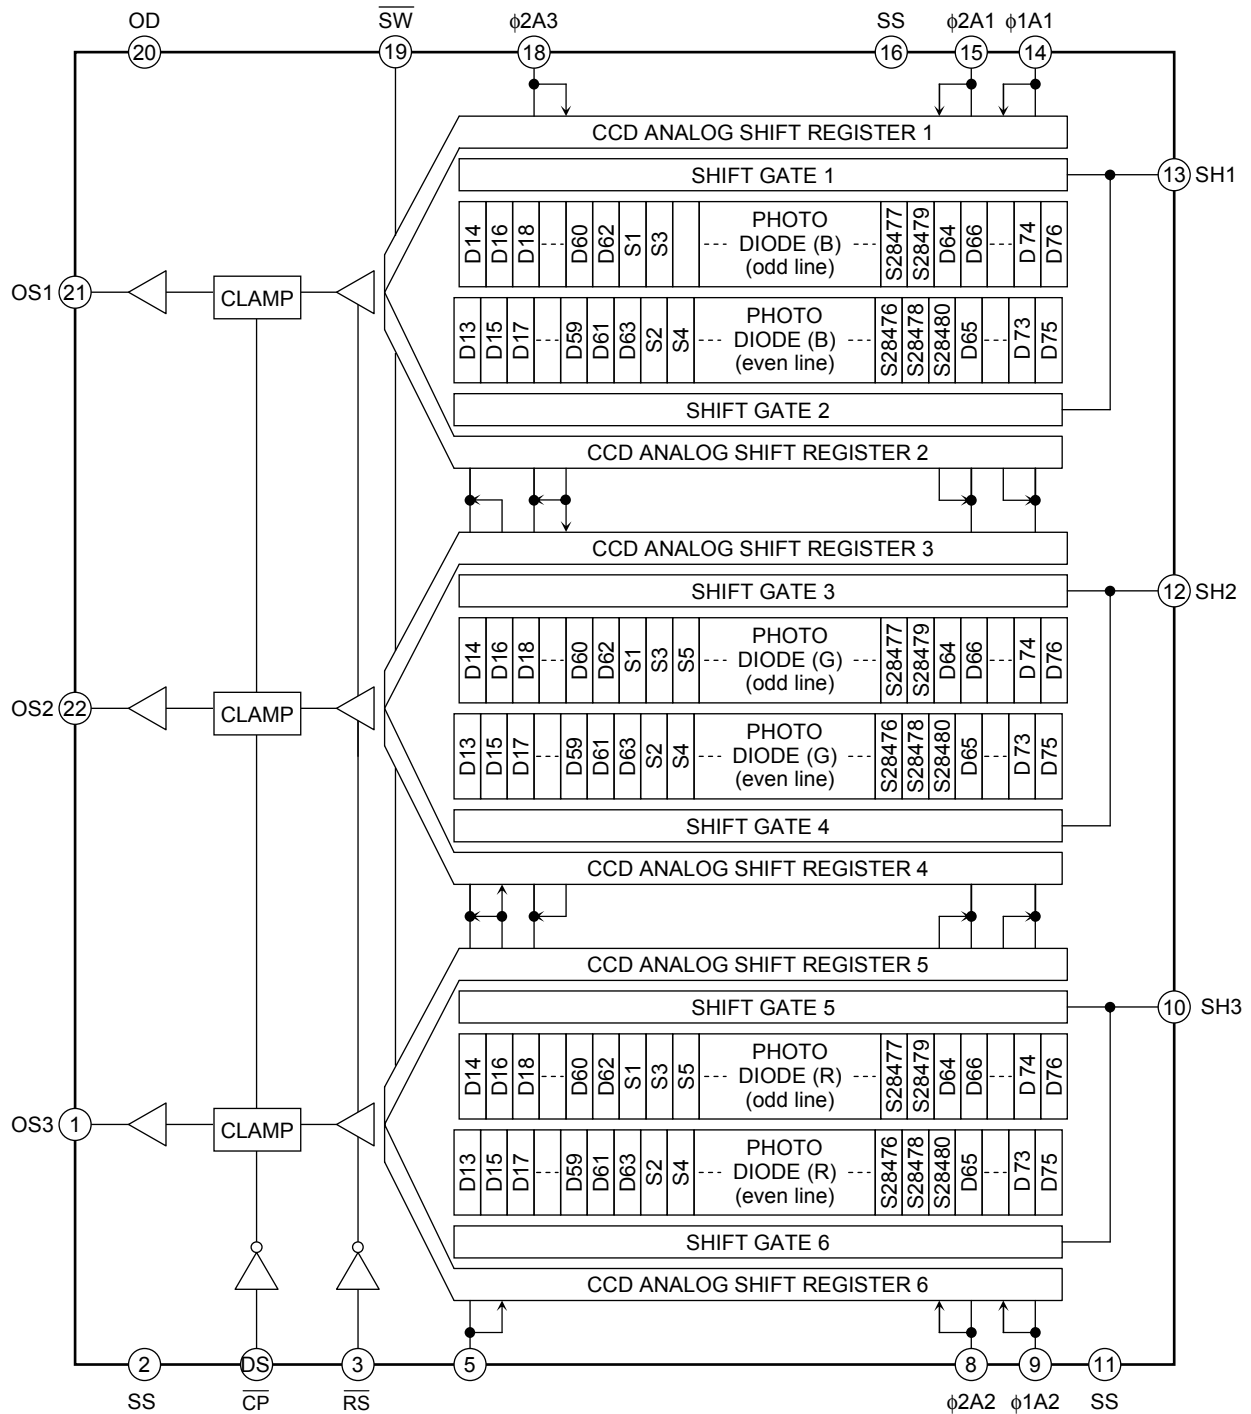 OD
SW
ϕ2A3
SS
ϕ2A1
ϕ1A1
20
19
18
16
15
14
CCD ANALOG SHIFT REGISTER 1
SHIFT GATE 1
13 SH1
D14 D16 D18 D60 D62 S1 S3
PHOTO
DIODE (B)
(odd line)
S28477 S28479 D64 D66 D74 D76
OS1 21
CLAMP
D13 D15 D17 D59 D61 D63 S2 S4
PHOTO
DIODE (B)
(even line)
S28476 S28478 S28480 D65 D73 D75
SHIFT GATE 2
CCD ANALOG SHIFT REGISTER 2
CCD ANALOG SHIFT REGISTER 3
SHIFT GATE 3
12 SH2
D14 D16 D18 D60 D62 S1 S3 S5
PHOTO
DIODE (G)
(odd line)
S28477 S28479 D64 D66 D74 D76
OS2 22
CLAMP
D13 D15 D17 D59 D61 D63 S2 S4
PHOTO
DIODE (G)
(even line)
S28476 S28478 S28480 D65 D73 D75
SHIFT GATE 4
CCD ANALOG SHIFT REGISTER 4
CCD ANALOG SHIFT REGISTER 5
SHIFT GATE 5
10 SH3
D14 D16 D18 D60 D62 S1 S3 S5
PHOTO
DIODE (R)
(odd line)
S28477 S28479 D64 D66 D74 D76
OS3 1
CLAMP
D13 D15 D17 D59 D61 D63 S2 S4
PHOTO
DIODE (R)
(even line)
S28476 S28478 S28480 D65 D73 D75
SHIFT GATE 6
CCD ANALOG SHIFT REGISTER 6
2
DS
3
5
8
9
11
SS
CP
RS
ϕ2A2
ϕ1A2
SS